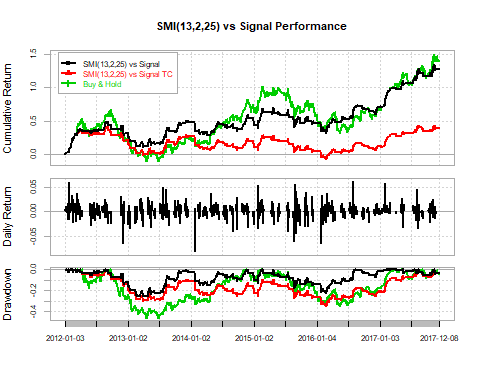 SMI(13,2,25) vs Signal Performance
Cumulative Return
1.5
1.0
0.5
0.0
SMI(13,2,25) vs Signal
SMI(13,2,25) vs Signal TC
Buy & Hold
Daily Return
0.05
0.00
-0.05
Drawdown
0.0
-0.2
-0.4
2012-01-03 2013-01-02 2014-01-02 2015-01-02 2016-01-04 2017-01-03 2017-12-08